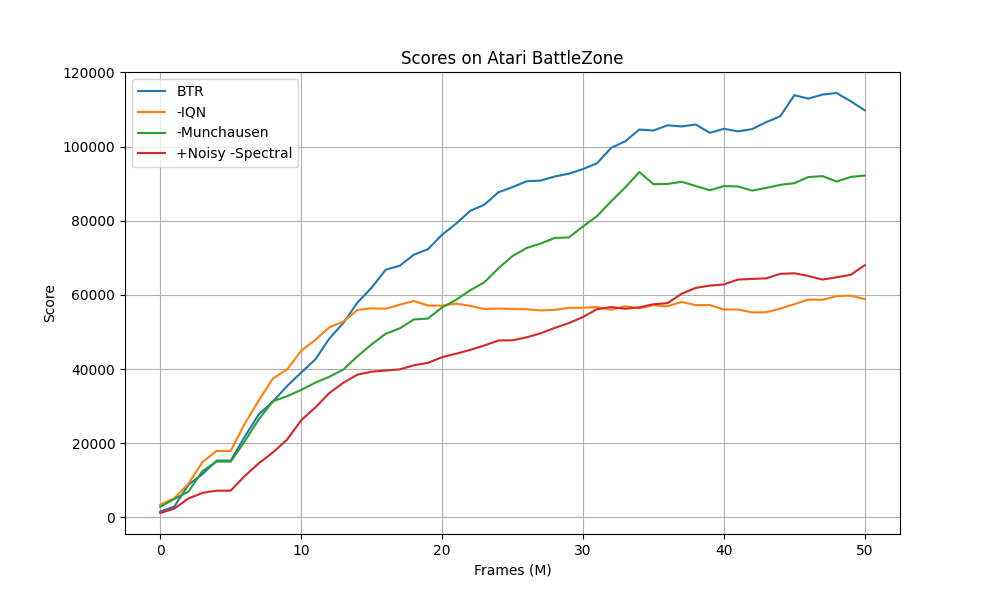 Scores on Atari BattleZone
BTR
-IQN
-Munchausen
+Noisy -Spectral
120000
100000
80000
60000
40000
20000
0
Score
0 10 20 30 40 50
Frames (M)